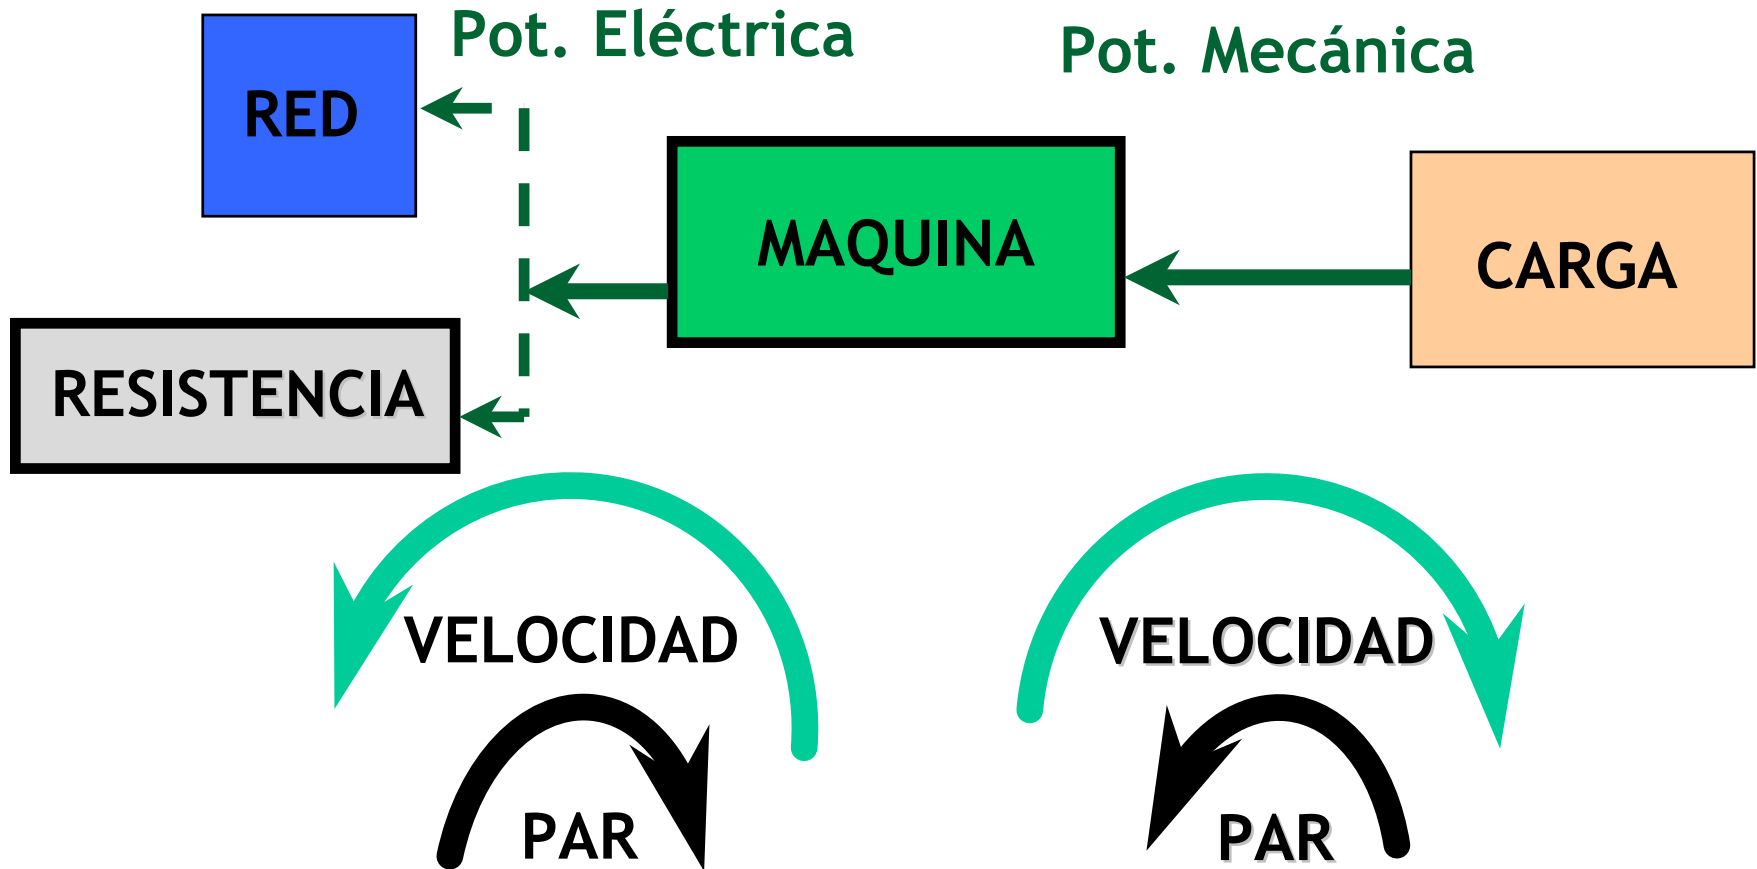 Pot. Eléctrica
Pot. Mecánica
RED
MAQUINA
CARGA
RESISTENCIA
VELOCIDAD
VELOCIDAD
PAR
PAR